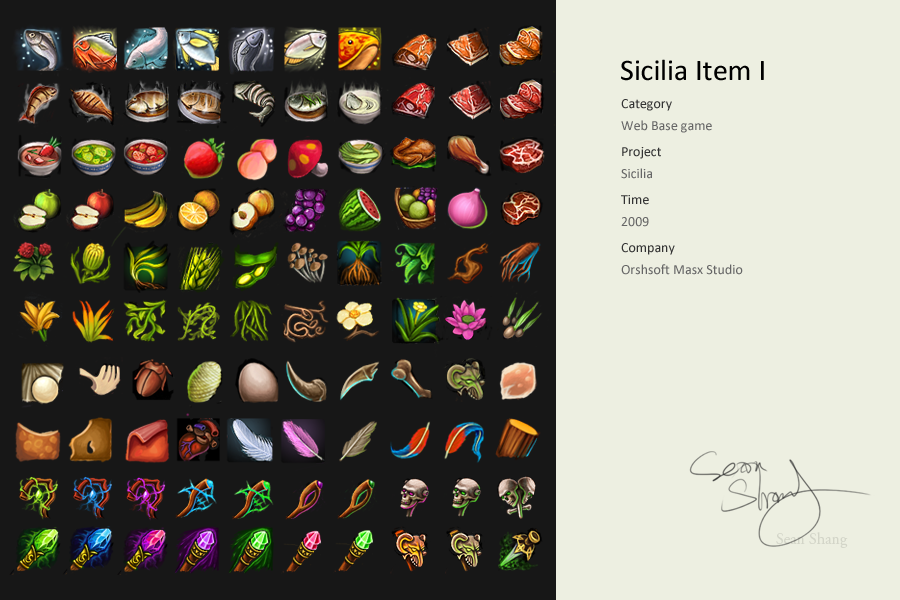 Sicilia Item I
Category
Web Base game
Project
Sicilia
Time
2009
Company
Orshsoft Masx Studio
Sean Shang
Sean Shang